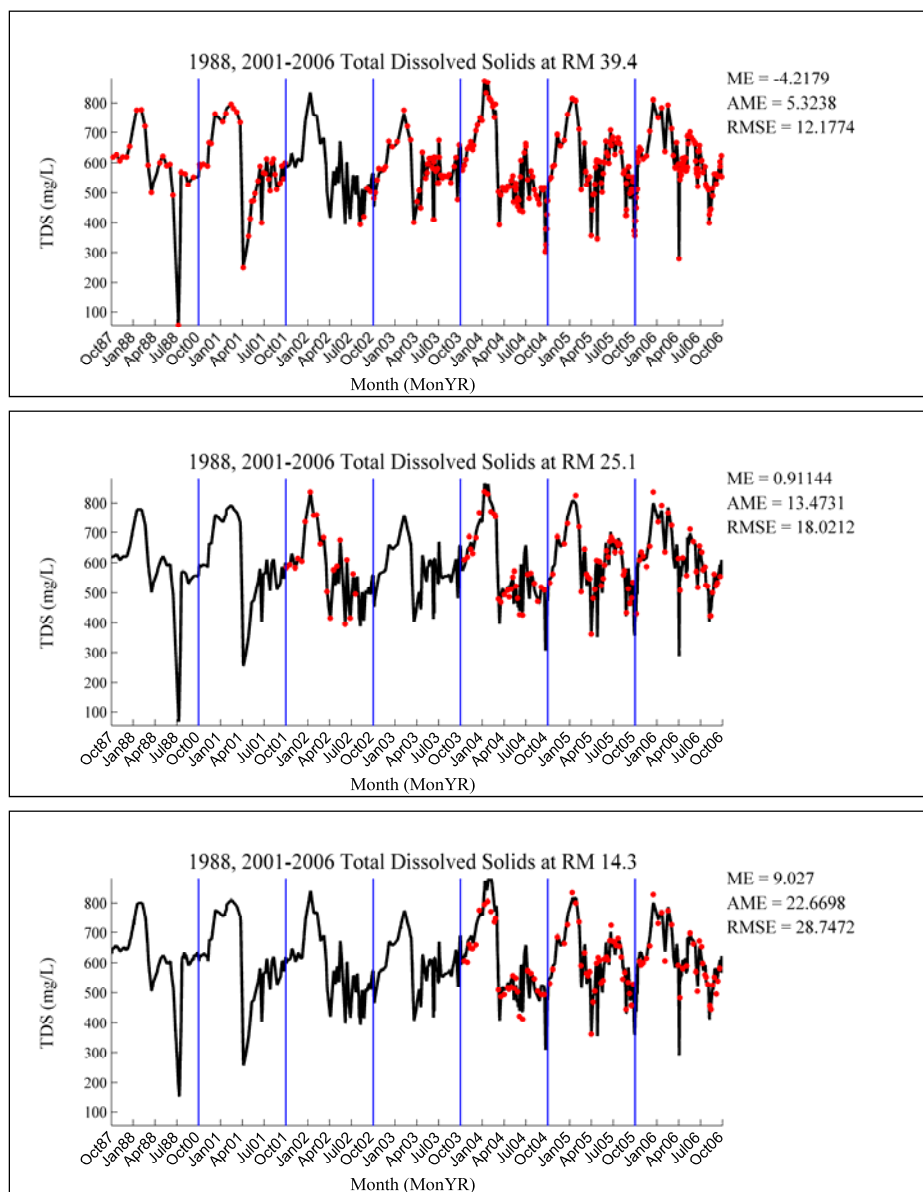 1988, 2001-2006 Total Dissolved Solids at RM 39.4
ME = -4.2179
AME = 5.3238
RMSE = 12.1774
TDS (mg/L)
800
700
600
500
400
300
200
100
Oct87 Jan88 Apr88 Jul88 Oct00 Jan01 Apr01 Jul01 Oct01 Jan02 Apr02 Jul02 Oct02 Jan03 Apr03 Jul03 Oct03 Jan04 Apr04 Jul04 Oct04 Jan05 Apr05 Jul05 Oct05 Jan06 Apr06 Jul06 Oct06
Month (MonYR)
1988, 2001-2006 Total Dissolved Solids at RM 25.1
ME = 0.91144
AME = 13.4731
RMSE = 18.0212
TDS (mg/L)
800
700
600
500
400
300
200
100
Oct87 Jan88 Apr88 Jul88 Oct00 Jan01 Apr01 Jul01 Oct01 Jan02 Apr02 Jul02 Oct02 Jan03 Apr03 Jul03 Oct03 Jan04 Apr04 Jul04 Oct04 Jan05 Apr05 Jul05 Oct05 Jan06 Apr06 Jul06 Oct06
Month (MonYR)
1988, 2001-2006 Total Dissolved Solids at RM 14.3
ME = 9.027
AME = 22.6698
RMSE = 28.7472
TDS (mg/L)
800
700
600
500
400
300
200
100
Oct87 Jan88 Apr88 Jul88 Oct00 Jan01 Apr01 Jul01 Oct01 Jan02 Apr02 Jul02 Oct02 Jan03 Apr03 Jul03 Oct03 Jan04 Apr04 Jul04 Oct04 Jan05 Apr05 Jul05 Oct05 Jan06 Apr06 Jul06 Oct06
Month (MonYR)